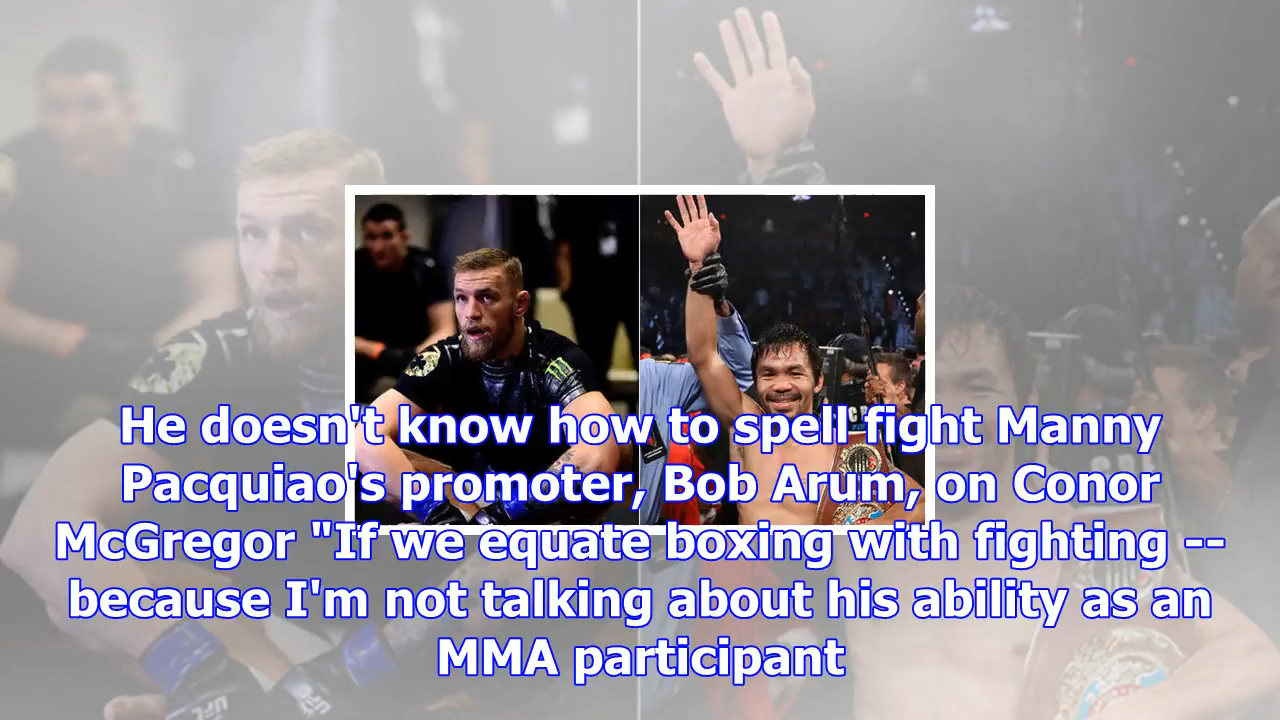 He doesn't know how to spell fight Manny
Pacquiao's promoter, Bob Arum, on Conor
McGregor "If we equate boxing with fighting --
because I'm not talking about his ability as an
MMA participant
UFC